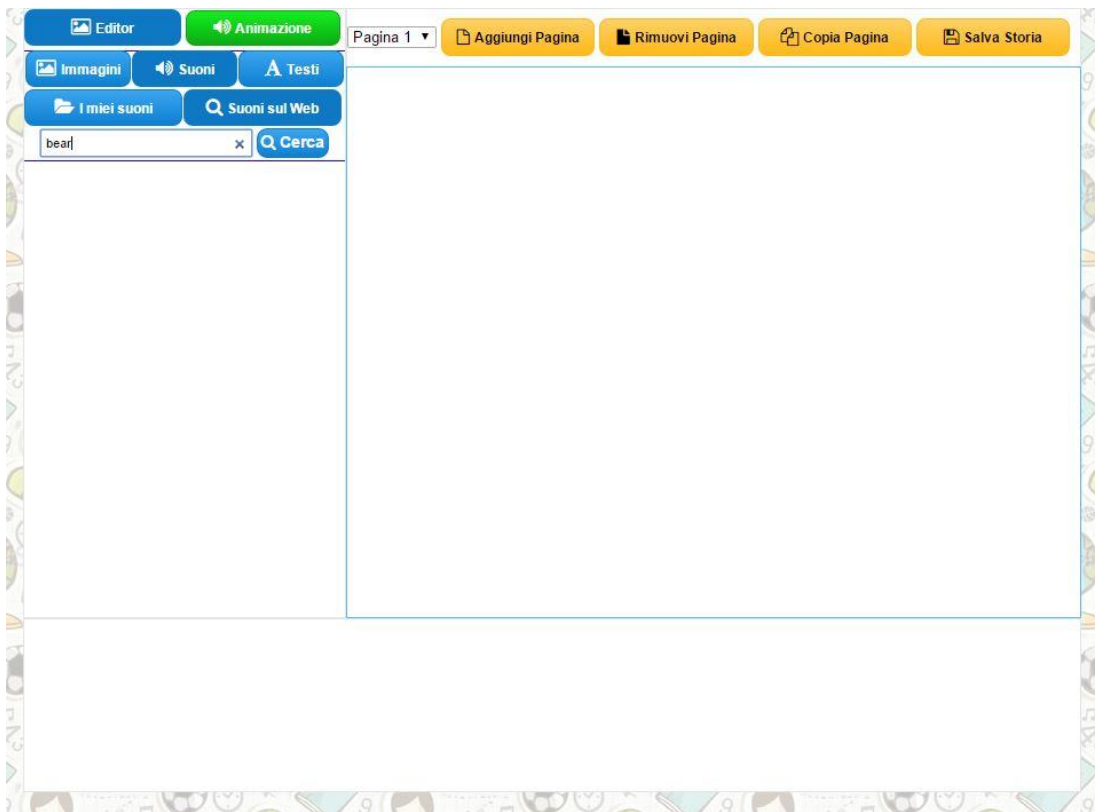 Editor Animazione
Pagina 1 Aggiungi Pagina Rimuovi Pagina Copia Pagina Salva Storia
Immagini Suoni A Testi
I miei suoni Suoni sul Web
bear × Cerca